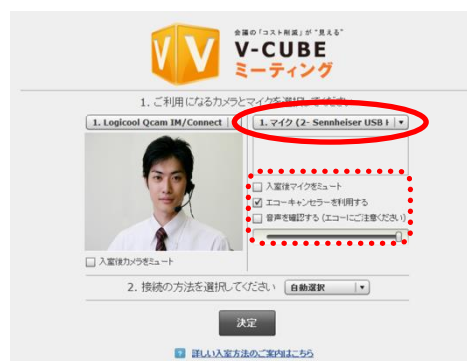 会議の「コスト削減」が"見える"
V-CUBE
ミーティング
1. ご利用になるカメラとマイクを選択してください
1. Logicool Qcam IM/Connect
1. マイク (2- Sennheiser USB H
入室後マイクをミュート
エコーキャンセラーを利用する
音声を確認する (エコーにご注意ください)
入室後カメラをミュート
2. 接続の方法を選択してください
自動選択
決定
詳しい入室方法のご案内はこちら